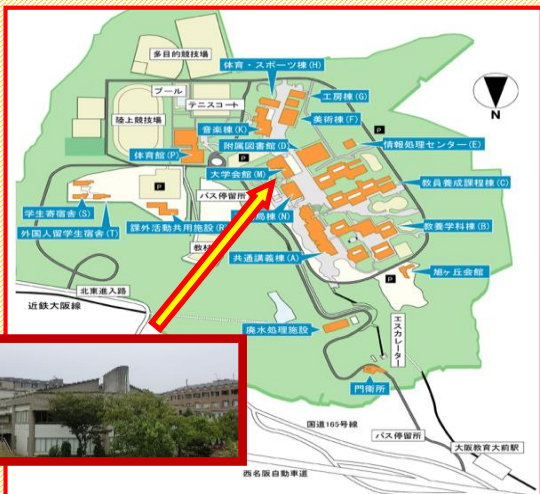 多目的競技場
体育・スポーツ棟(H)
プール
テニスコート
工房棟(G)
陸上競技場
音楽棟(K)
美術棟(F)
附属図書館(D)
P
N
情報処理センター(E)
体育館(P)
P
大学会館(M)
教員養成課程棟(C)
P
バス停留所
学生寄宿舎(S)
局棟(N)
外国人留学生宿舎(T)
課外活動共用施設(R)
教養学科棟(B)
教材
共通講義棟(A)
旭ヶ丘会館
P
北東進入路
近鉄大阪線
エスカレーター
廃水処理施設
門衛所
国道165号線
バス停留所
大阪教育大前駅
西名阪自動車道